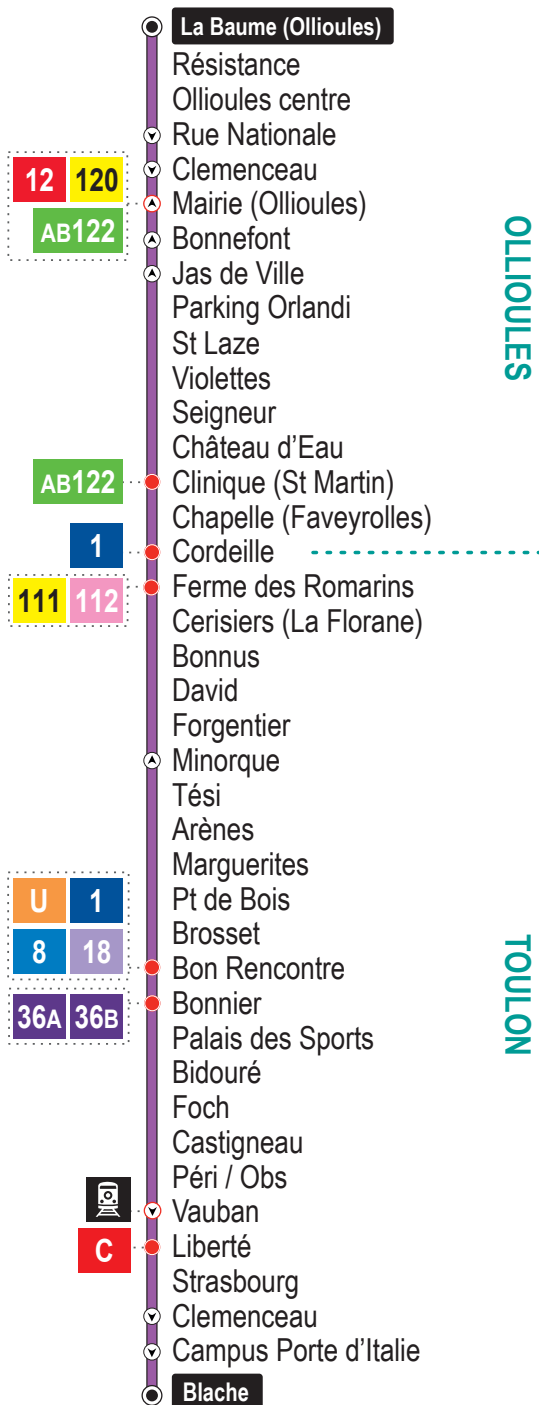 La Baume (Ollioules)
Résistance
Ollioules centre
Rue Nationale
Clemenceau
12 120
Mairie (Ollioules)
AB122
Bonnefont
Jas de Ville
OLLIOULES
Parking Orlandi
St Laze
Violettes
Seigneur
Château d'Eau
AB122
Clinique (St Martin)
Chapelle (Faveyrolles)
1
Cordeille
111 112
Ferme des Romarins
Cerisiers (La Florane)
Bonnus
David
Forgentier
Minorque
Tési
Arènes
Marguerites
U 1
Pt de Bois
Brosset
8 18
Bon Rencontre
TOULON
36A 36B
Bonnier
Palais des Sports
Bidouré
Foch
Castigneau
Péri / Obs
Vauban
C
Liberté
Strasbourg
Clemenceau
Campus Porte d'Italie
Blache